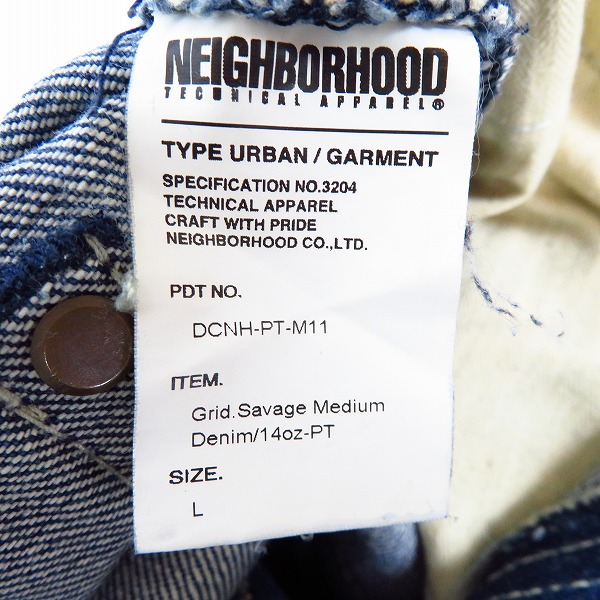 NEIGHBORHOOD
TECHNICAL APPAREL®
TYPE URBAN / GARMENT
SPECIFICATION NO.3204
TECHNICAL APPAREL
CRAFT WITH PRIDE
NEIGHBORHOOD CO.,LTD.
PDT NO.
DCNH-PT-M11
ITEM.
Grid.Savage Medium
Denim/14oz-PT
SIZE.
L